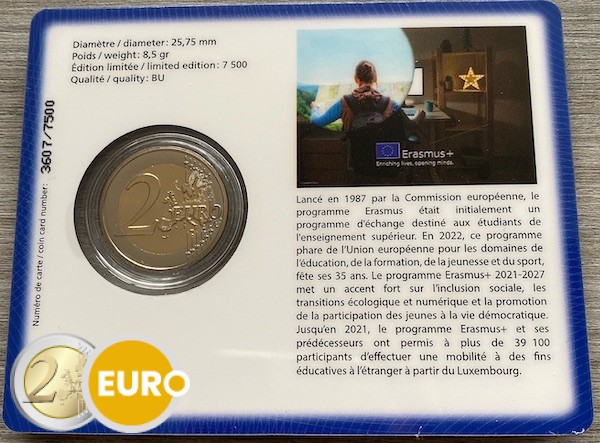 Diamètre / diameter: 25,75 mm
Poids / weight: 8,5 gr
Édition limitée / limited edition: 7 500
Qualité / quality: BU
Numéro de carte / coin card number: 3607/7500
2 EURO
Erasmus+
Enriching lives, opening minds.
Lancé en 1987 par la Commission européenne, le
programme Erasmus était initialement un
programme d'échange destiné aux étudiants de
l'enseignement supérieur. En 2022, ce programme
phare de l'Union européenne pour les domaines de
l'éducation, de la formation, de la jeunesse et du sport,
fête ses 35 ans. Le programme Erasmus+ 2021-2027
met un accent fort sur l'inclusion sociale, les
transitions écologique et numérique et la promotion
de la participation des jeunes à la vie démocratique.
Jusqu'en 2021, le programme Erasmus+ et ses
prédécesseurs ont permis à plus de 39 100
participants d'effectuer une mobilité à des fins
éducatives à l'étranger à partir du Luxembourg.
2
EURO